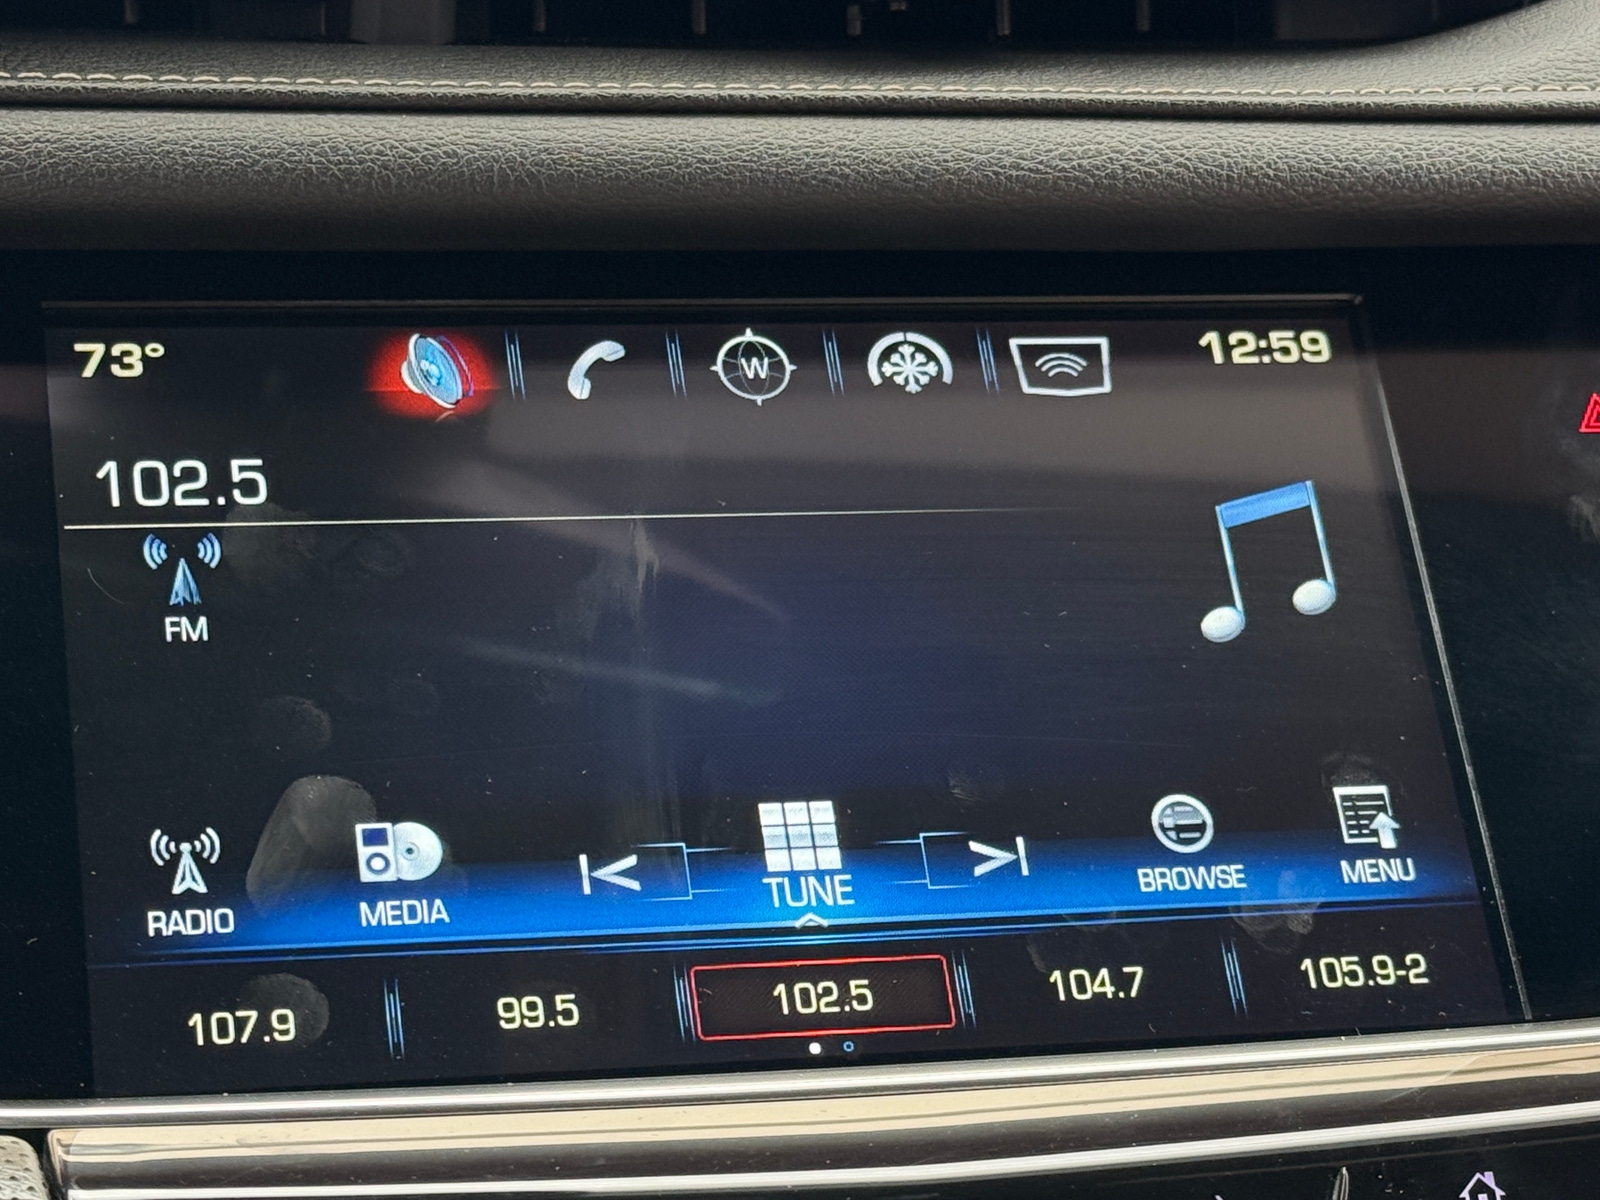 73° W 12:59
102.5
FM
RADIO MEDIA TUNE BROWSE MENU
107.9 99.5 102.5 104.7 105.9-2